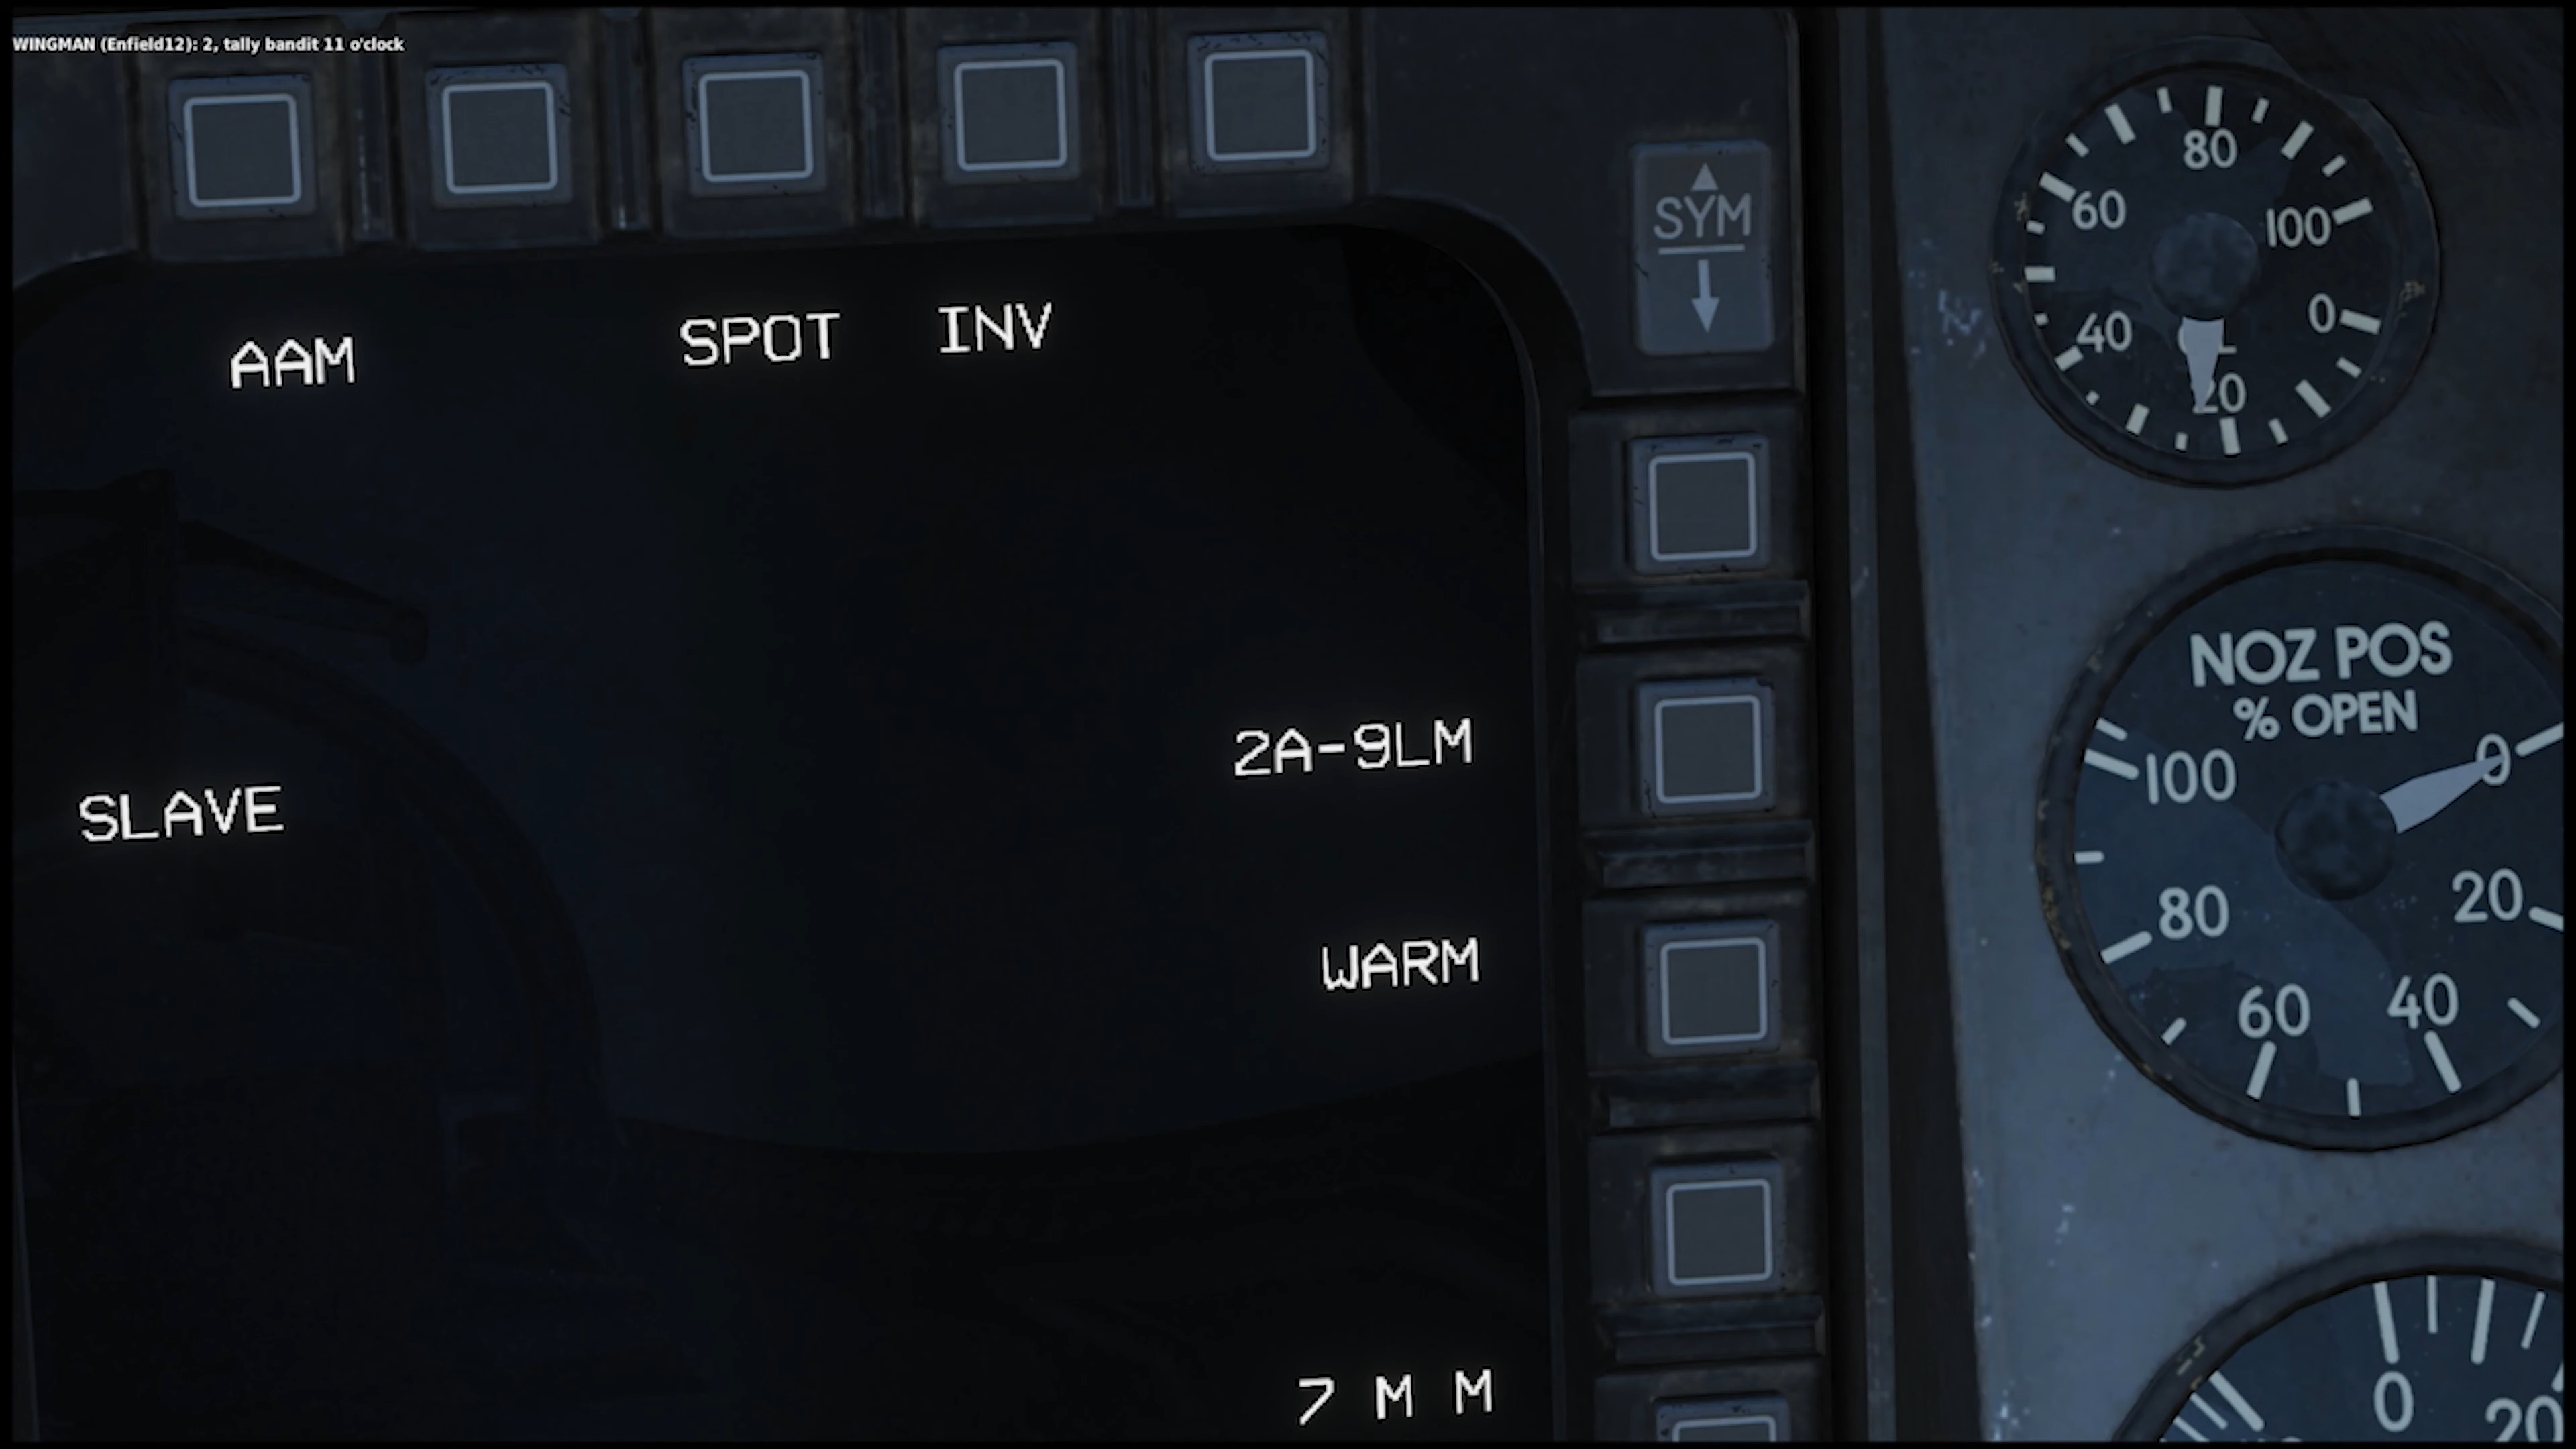 WINGMAN (Enfield12): 2, tally bandit 11 o'clock
AAM SPOT INV
SYM
SLAVE
2A-9LM
WARM
7 M M
80
60 100
40 0
20
NOZ POS
% OPEN
100 0
80 20
60 40
0 20